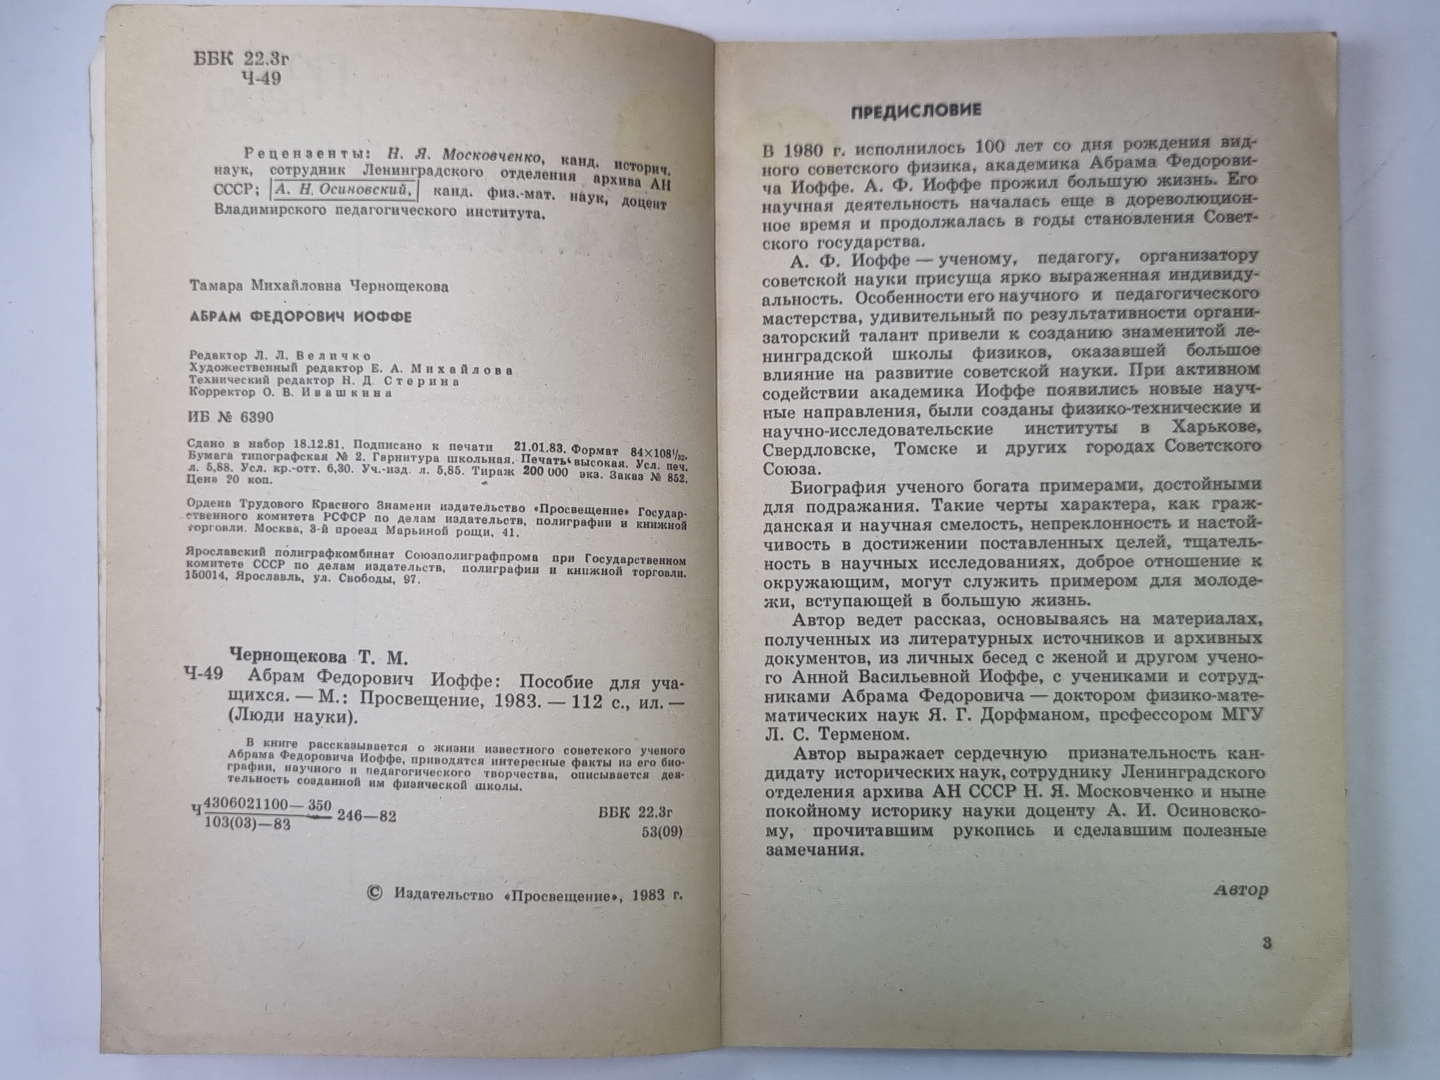 ББК 22.3г
Ч-49
Рецензенты: Н. Я. Московченко, канд. историч.
наук, сотрудник Ленинградского отделения архива АН
СССР; А. Н. Осиновский, канд. физ.-мат. наук, доцент
Владимирского педагогического института.
Тамара Михайловна Чернощекова
АБРАМ ФЕДОРОВИЧ ИОФФЕ
Редактор Л. Л. Величко
Художественный редактор Е. А. Михайлова
Технический редактор Н. Д. Стерина
Корректор О. В. Ивашкина
ИБ № 6390
Сдано в набор 18.12.81. Подписано к печати 21.01.83. Формат 84×108 1/32.
Бумага типографская № 2. Гарнитура школьная. Печать высокая. Усл. печ.
л. 5,88. Усл. кр.-отт. 6,30. Уч.-изд. л. 5,85. Тираж 200 000 экз. Заказ № 852.
Цена 20 коп.
Ордена Трудового Красного Знамени издательство «Просвещение» Государ-
ственного комитета РСФСР по делам издательств, полиграфии и книжной
торговли. Москва, 3-й проезд Марьиной рощи, 41.
Ярославский полиграфкомбинат Союзполиграфпрома при Государственном
комитете СССР по делам издательств, полиграфии и книжной торговли.
150014, Ярославль, ул. Свободы, 97.
Чернощекова Т. М.
Ч-49 Абрам Федорович Иоффе: Пособие для уча-
щихся. — М.: Просвещение, 1983. — 112 с., ил. —
(Люди науки).
В книге рассказывается о жизни известного советского ученого
Абрама Федоровича Иоффе, приводятся интересные факты из его био-
графии, научного и педагогического творчества, описывается дея-
тельность созданной им физической школы.
Ч 4306021100—350
103(03)—83 246—82
ББК 22.3г
53(09)
© Издательство «Просвещение», 1983 г.
ПРЕДИСЛОВИЕ
В 1980 г. исполнилось 100 лет со дня рождения вид-
ного советского физика, академика Абрама Федорови-
ча Иоффе. А. Ф. Иоффе прожил большую жизнь. Его
научная деятельность началась еще в дореволюцион-
ное время и продолжалась в годы становления Совет-
ского государства.
А. Ф. Иоффе — ученому, педагогу, организатору
советской науки присуща ярко выраженная индивиду-
альность. Особенности его научного и педагогического
мастерства, удивительный по результативности органи-
заторский талант привели к созданию знаменитой ле-
нинградской школы физиков, оказавшей большое
влияние на развитие советской науки. При активном
содействии академика Иоффе появились новые науч-
ные направления, были созданы физико-технические и
научно-исследовательские институты в Харькове,
Свердловске, Томске и других городах Советского
Союза.
Биография ученого богата примерами, достойными
для подражания. Такие черты характера, как граж-
данская и научная смелость, непреклонность и настой-
чивость в достижении поставленных целей, тщатель-
ность в научных исследованиях, доброе отношение к
окружающим, могут служить примером для молоде-
жи, вступающей в большую жизнь.
Автор ведет рассказ, основываясь на материалах,
полученных из литературных источников и архивных
документов, из личных бесед с женой и другом учено-
го Анной Васильевной Иоффе, с учениками и сотруд-
никами Абрама Федоровича — доктором физико-мате-
матических наук Я. Г. Дорфманом, профессором МГУ
Л. С. Терменом.
Автор выражает сердечную признательность кан-
дидату исторических наук, сотруднику Ленинградского
отделения архива АН СССР Н. Я. Московченко и ныне
покойному историку науки доценту А. И. Осиновско-
му, прочитавшим рукопись и сделавшим полезные
замечания.
Автор
3